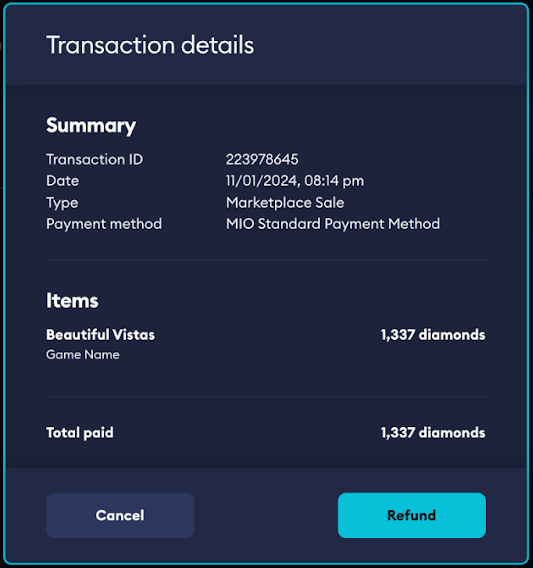 Transaction details
Summary
Transaction ID 223978645
Date 11/01/2024, 08:14 pm
Type Marketplace Sale
Payment method MIO Standard Payment Method
Items
Beautiful Vistas 1,337 diamonds
Game Name
Total paid 1,337 diamonds
Cancel Refund